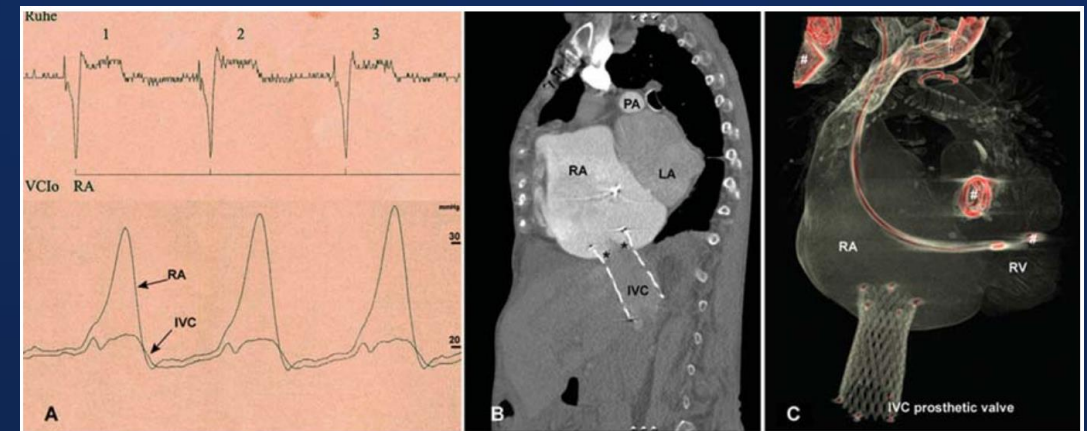 Ruhe
1 2 3
VCIo RA
mmHg
30
RA
IVC
20
A
PA
RA
LA
*
*
IVC
B
#
#
#
RA
RV
IVC prosthetic valve
C